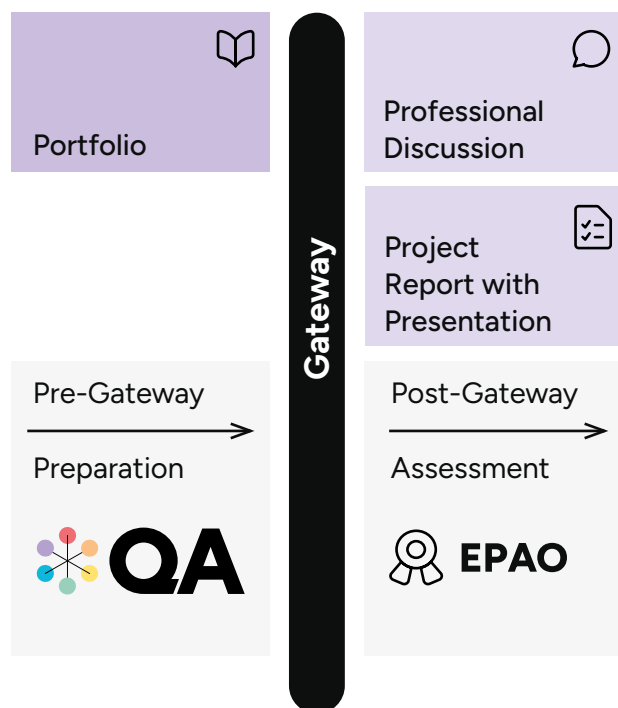 Portfolio
Gateway
Professional
Discussion
Project
Report with
Presentation
Pre-Gateway
Preparation
QA
Post-Gateway
Assessment
EPAO